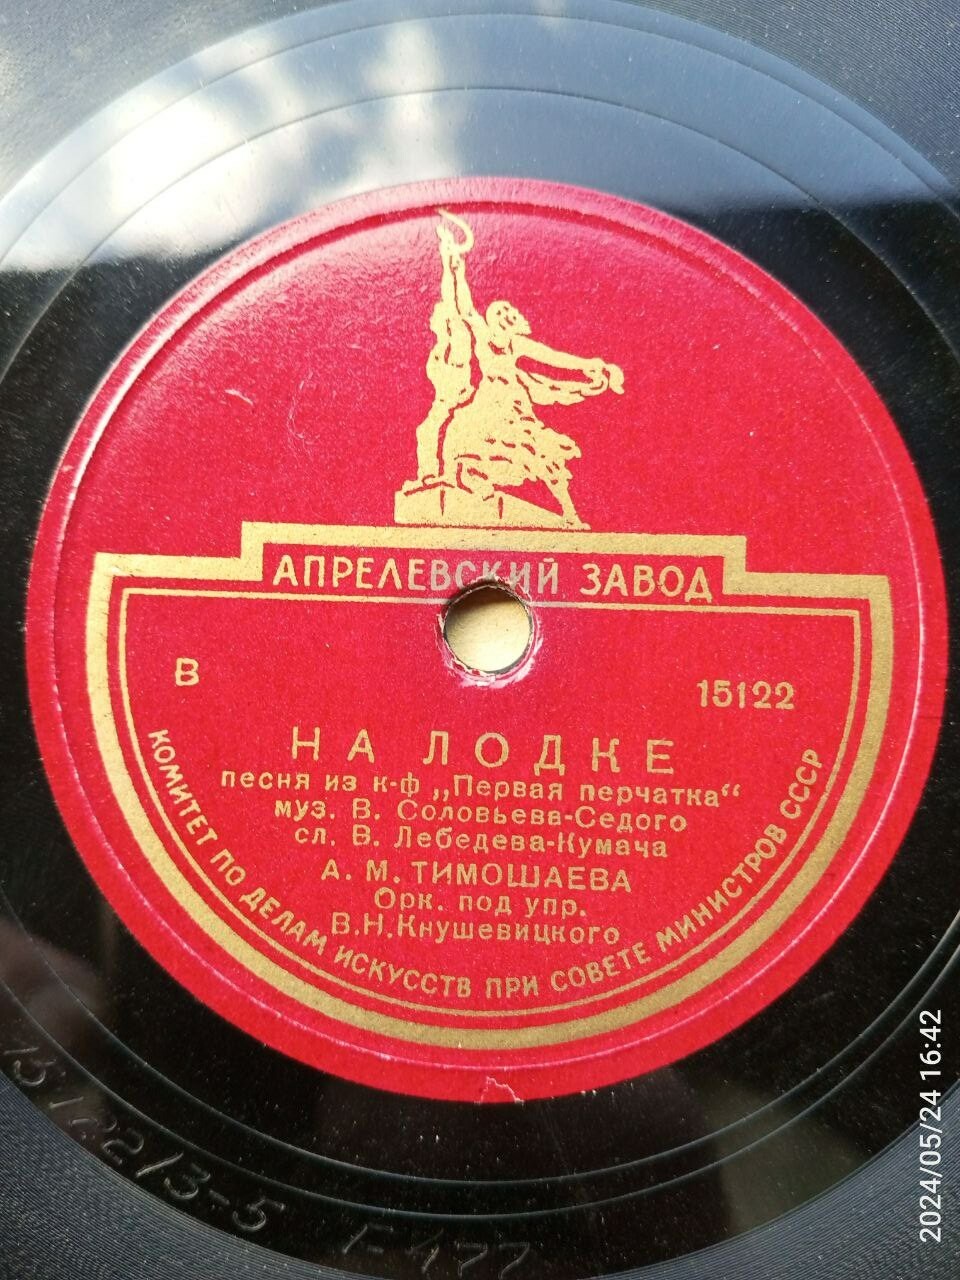 АПРЕЛЕВСКИЙ ЗАВОД
В
15122
НА ЛОДКЕ
песня из к-ф „Первая перчатка“
муз. В. Соловьева-Седого
сл. В. Лебедева-Кумача
А. М. ТИМОШАЕВА
Орк. под упр.
В.Н.Кнушевицкого
КОМИТЕТ ПО ДЕЛАМ ИСКУССТВ ПРИ СОВЕТЕ МИНИСТРОВ СССР
2024/05/24 16:42